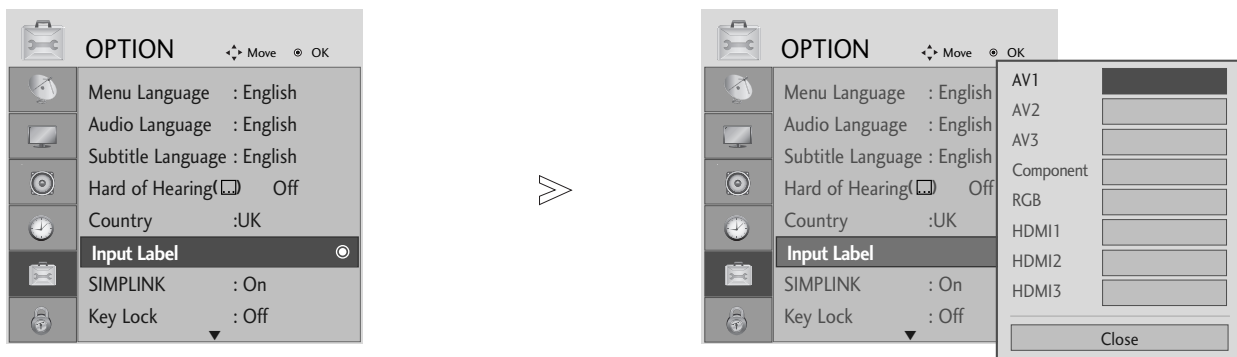 OPTION Move OK
Menu Language : English
Audio Language : English
Subtitle Language : English
Hard of Hearing( ) Off
Country :UK
Input Label
SIMPLINK : On
Key Lock : Off
OPTION Move OK
Menu Language : English
Audio Language : English
Subtitle Language : English
Hard of Hearing( ) Off
Country :UK
Input Label
SIMPLINK : On
Key Lock : Off
AV1
AV2
AV3
Component
RGB
HDMI1
HDMI2
HDMI3
Close